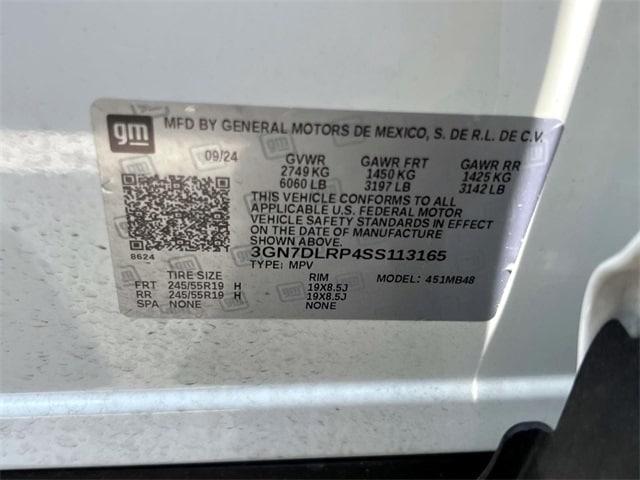 gm MFD BY GENERAL MOTORS DE MEXICO, S. DE R.L. DE C.V.
09/24 GVWR GAWR FRT GAWR RR
2749 KG 1450 KG 1425 KG
6060 LB 3197 LB 3142 LB
THIS VEHICLE CONFORMS TO ALL
APPLICABLE U.S. FEDERAL MOTOR
VEHICLE SAFETY STANDARDS IN EFFECT
ON THE DATE OF MANUFACTURE
SHOWN ABOVE.
8624 3GN7DLRP4SS113165
TYPE: MPV MODEL: 451MB48
TIRE SIZE RIM
FRT 245/55R19 H 19X8.5J
RR 245/55R19 H 19X8.5J
SPA NONE NONE